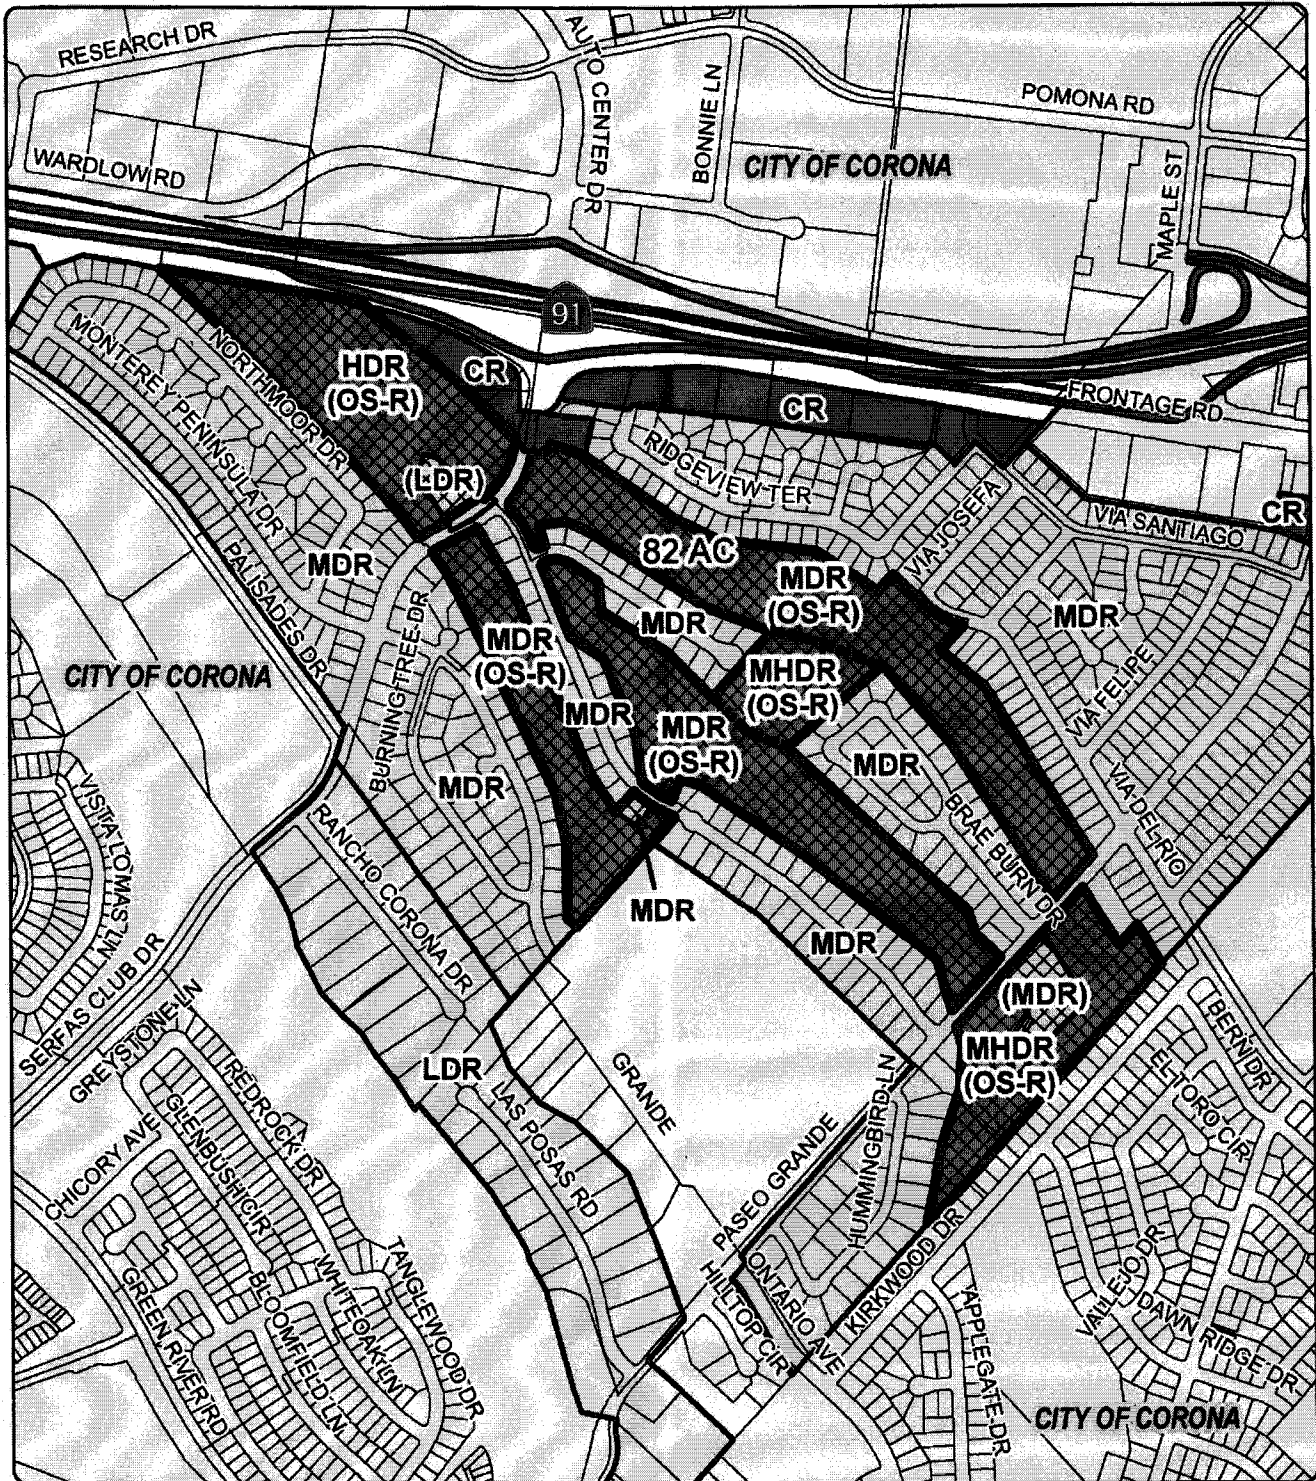 RESEARCH DR
AUTO CENTER DR
BONNIE LN
POMONA RD
WARDLOW RD
CITY OF CORONA
MAPLE ST
91
MONTEREY PENINSULA DR
NORTHMOOR DR
HDR
(OS-R)
CR
CR
FRONTAGE RD
RIDGEVIEW TER
(LDR)
VIA JOSEFA
VIA SANTIAGO
CR
PALISADES DR
MDR
82 AC
MDR
(OS-R)
MDR
MDR
CITY OF CORONA
BURNING TREE DR
MDR
(OS-R)
MHDR
(OS-R)
VIA FELIPE
MDR
MDR
(OS-R)
MDR
MDR
VIA DEL RIO
VISTA LOMAS LN
RANCHO CORONA DR
BRAE BURN DR
MDR
MDR
SERFAS CLUB DR
GREYSTONE LN
(MDR)
MHDR
(OS-R)
BERN DR
EL TORO CIR
REDROCK DR
LDR
LAS POSAS RD
GRANDE
HUMMINGBIRD LN
PASEO GRANDE
CHICORY AVE
GLENBUSH CIR
TANGLEWOOD DR
WHITEOAK LN
BLOOMFIELD LN
GREEN RIVER RD
HILLTOP CIR
ONTARIO AVE
KIRKWOOD DR
APPLEGATE DR
VALLEJO DR
DAWN RIDGE DR
CITY OF CORONA